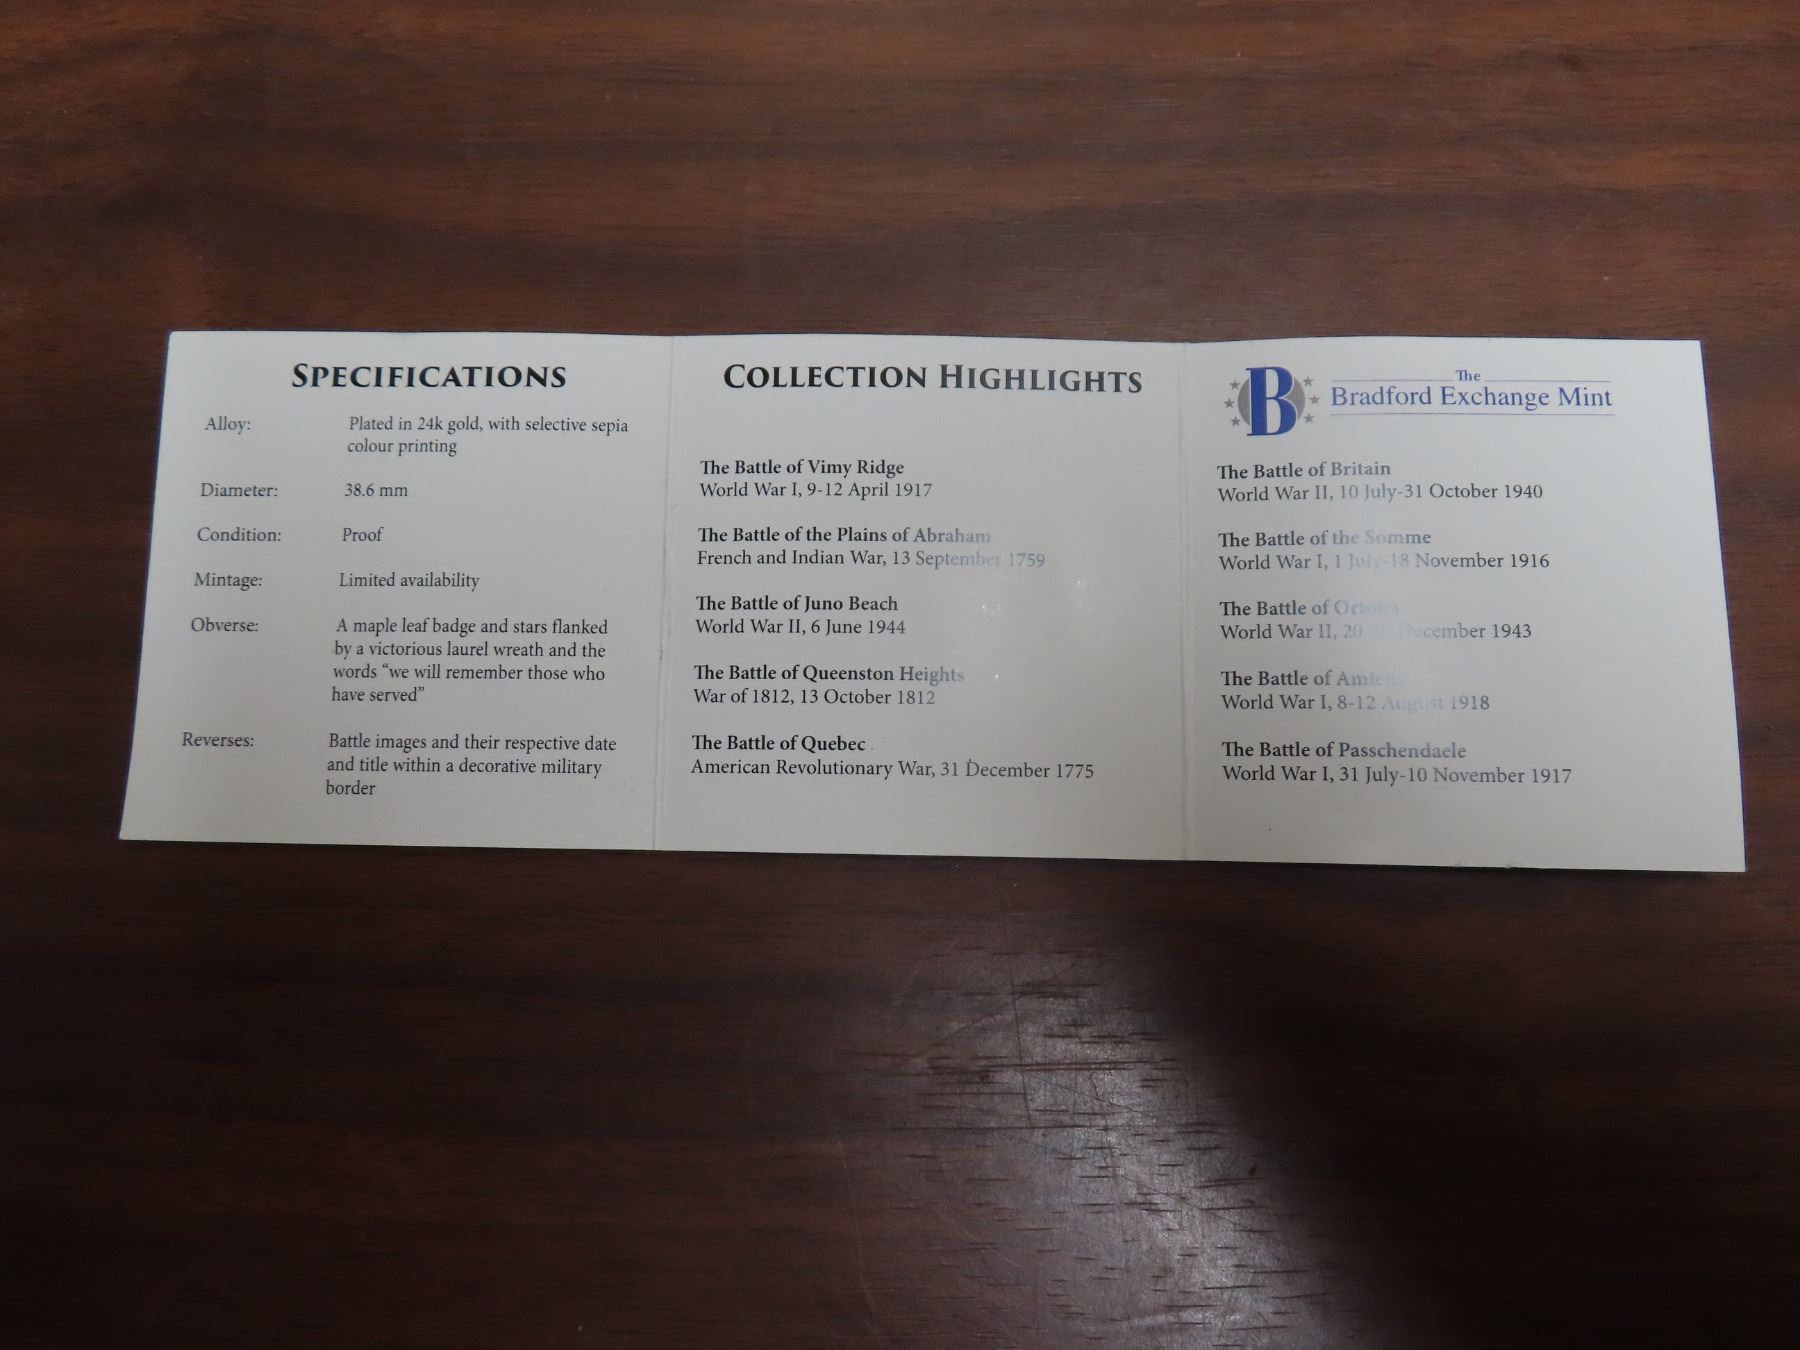 SPECIFICATIONS
Alloy: Plated in 24k gold, with selective sepia
colour printing
Diameter: 38.6 mm
Condition: Proof
Mintage: Limited availability
Obverse: A maple leaf badge and stars flanked
by a victorious laurel wreath and the
words “we will remember those who
have served”
Reverses: Battle images and their respective date
and title within a decorative military
border
COLLECTION HIGHLIGHTS
The Battle of Vimy Ridge
World War I, 9-12 April 1917
The Battle of the Plains of Abraham
French and Indian War, 13 September 1759
The Battle of Juno Beach
World War II, 6 June 1944
The Battle of Queenston Heights
War of 1812, 13 October 1812
The Battle of Quebec
American Revolutionary War, 31 December 1775
B
The
Bradford Exchange Mint
The Battle of Britain
World War II, 10 July-31 October 1940
The Battle of the Somme
World War I, 1 July-18 November 1916
The Battle of Ortona
World War II, December 1943
The Battle of Amiens
World War I, 8-12 August 1918
The Battle of Passchendaele
World War I, 31 July-10 November 1917